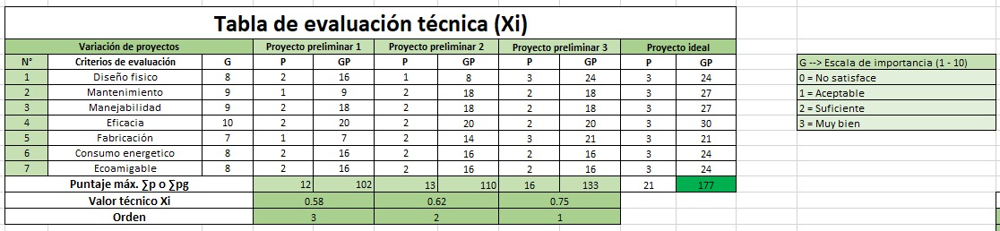 Tabla de evaluación técnica (Xi)
Variación de proyectos Proyecto preliminar 1 Proyecto preliminar 2 Proyecto preliminar 3 Proyecto ideal
N° Criterios de evaluación G P GP P GP P GP P GP
1 Diseño fisico 8 2 16 1 8 3 24 3 24
2 Mantenimiento 9 1 9 2 18 2 18 3 27
3 Manejabilidad 9 2 18 2 18 2 18 3 27
4 Eficacia 10 2 20 2 20 2 20 3 30
5 Fabricación 7 1 7 2 14 3 21 3 21
6 Consumo energetico 8 2 16 2 16 2 16 3 24
7 Ecoamigable 8 2 16 2 16 2 16 3 24
Puntaje máx. ∑p o ∑pg 12 102 13 110 16 133 21 177
Valor técnico Xi 0.58 0.62 0.75
Orden 3 2 1
G --> Escala de importancia (1 - 10)
0 = No satisface
1 = Aceptable
2 = Suficiente
3 = Muy bien